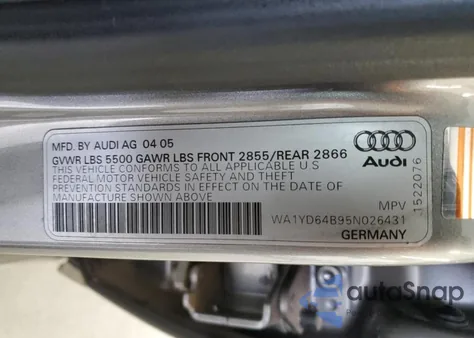 MFD. BY AUDI AG 04 05
GVWR LBS 5500 GAWR LBS FRONT 2855/REAR 2866
THIS VEHICLE CONFORMS TO ALL APPLICABLE U S
FEDERAL MOTOR VEHICLE SAFETY AND THEFT
PREVENTION STANDARDS IN EFFECT ON THE DATE OF
MANUFACTURE SHOWN ABOVE
Audi
1522076
MPV
WA1YD64B95N026431
GERMANY
autoSnap